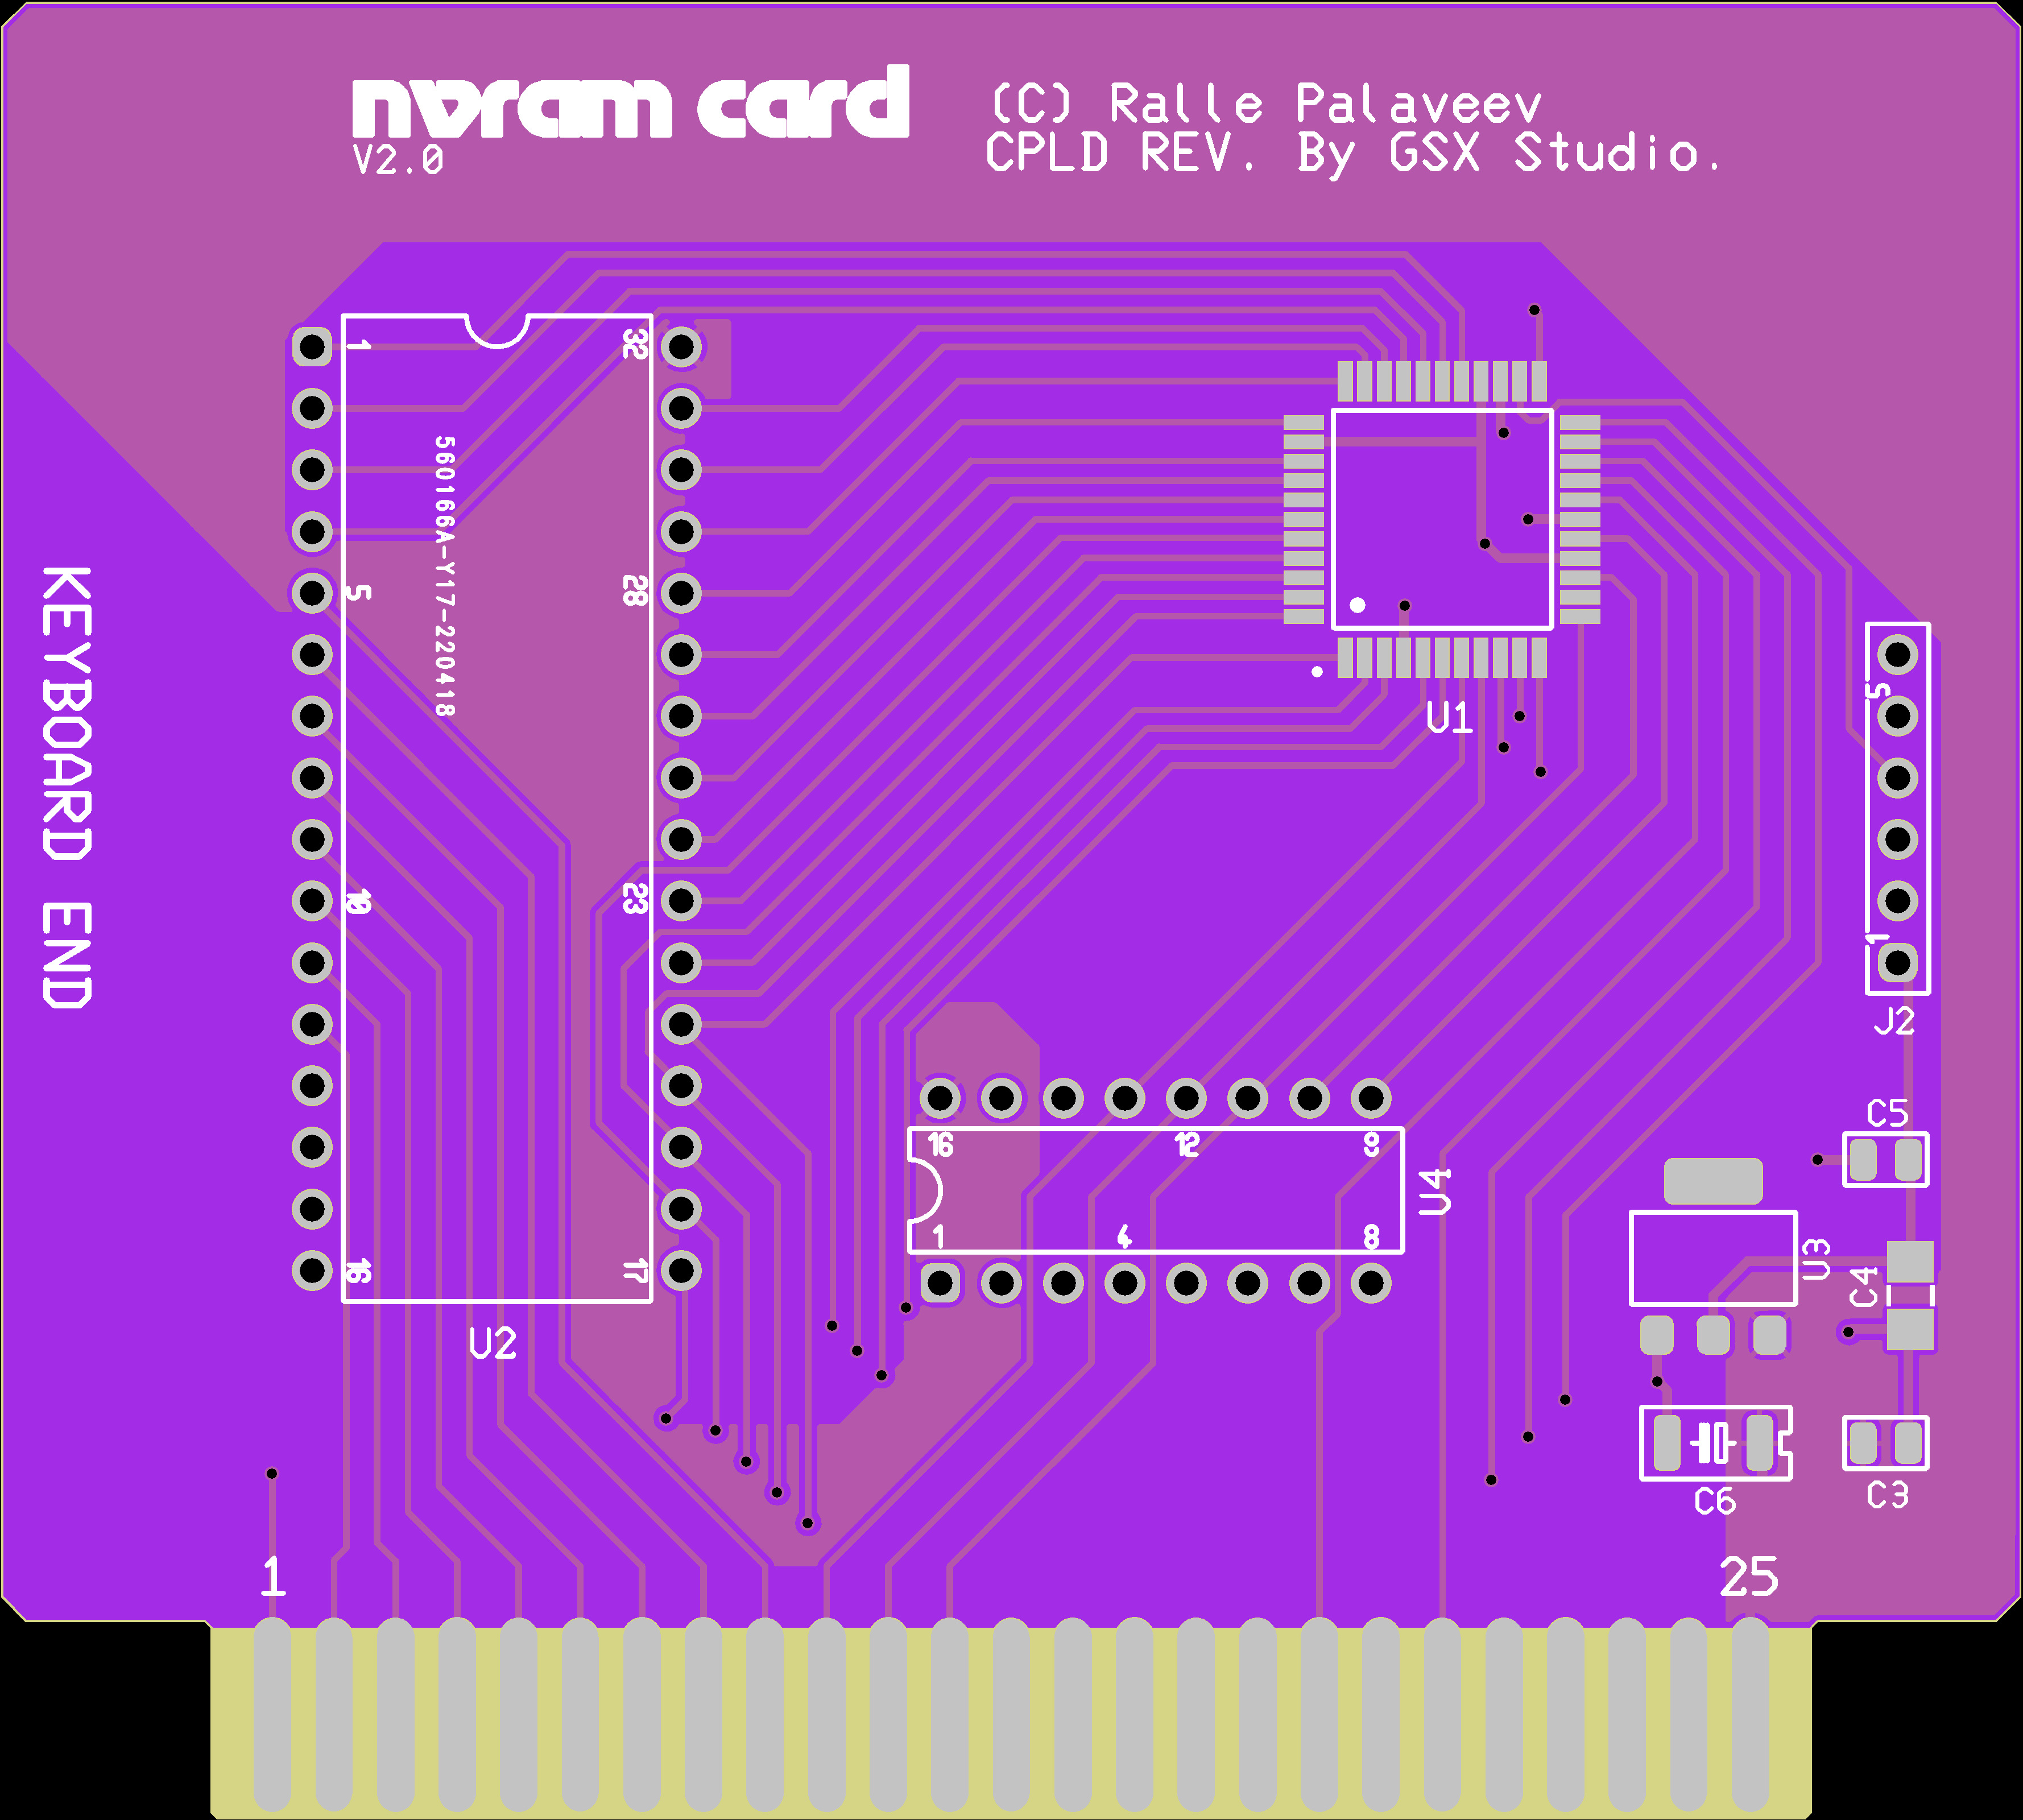 nvram card
V2.0
(C) Ralle Palaveev
CPLD REV. By GSX Studio.
1
32
5
28
10
23
16
17
560166A-Y17-220418
U2
KEYBOARD END
U1
5
1
J2
16
12
9
1
4
8
U4
C5
U3
C4
C6
C3
1
25